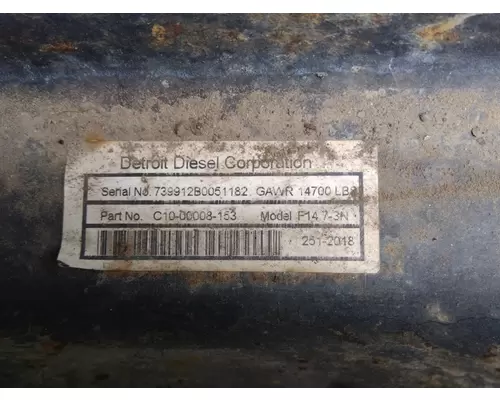 Detroit Diesel Corporation
Serial No. 739912B0051182 GAWR 14700 LBS
Part No. C10-00008-153 Model F14.7-3N
251-2018